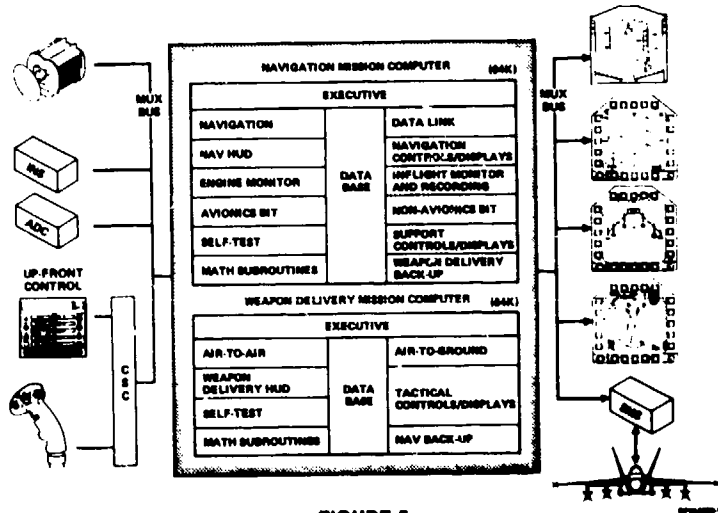 NAVIGATION MISSION COMPUTER (64K)
EXECUTIVE
NAVIGATION
NAV HUD
ENGINE MONITOR
AVIONICS BIT
SELF-TEST
MATH SUBROUTINES
DATA
BASE
DATA LINK
NAVIGATION
CONTROLS/DISPLAYS
INFLIGHT MONITOR
AND RECORDING
NON-AVIONICS BIT
SUPPORT
CONTROLS/DISPLAYS
WEAPON DELIVERY
BACK-UP
WEAPON DELIVERY MISSION COMPUTER (64K)
EXECUTIVE
AIR-TO-AIR
WEAPON
DELIVERY HUD
SELF-TEST
MATH SUBROUTINES
DATA
BASE
AIR-TO-GROUND
TACTICAL
CONTROLS/DISPLAYS
NAV BACK-UP
MUX
BUS
MUX
BUS
INS
ADC
UP-FRONT
CONTROL
C
S
C
SMS